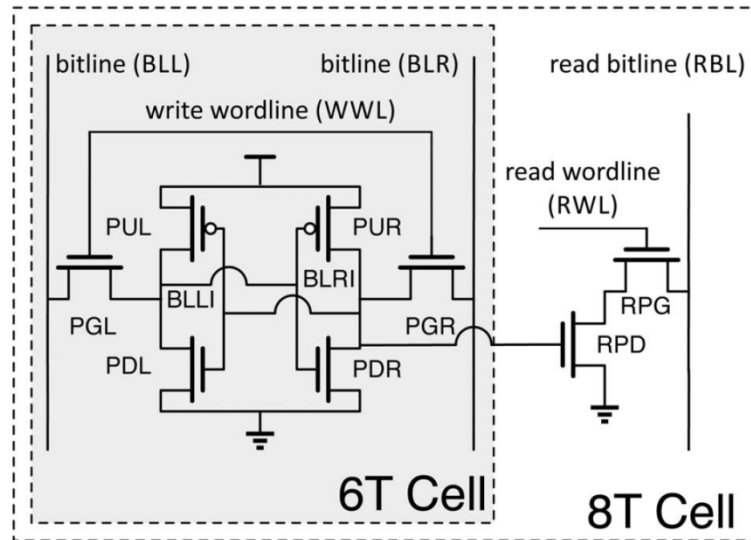 bitline (BLL)
bitline (BLR)
read bitline (RBL)
write wordline (WWL)
read wordline
(RWL)
PUL
PUR
BLLI
BLRI
PGL
PGR
RPG
PDL
PDR
RPD
6T Cell
8T Cell